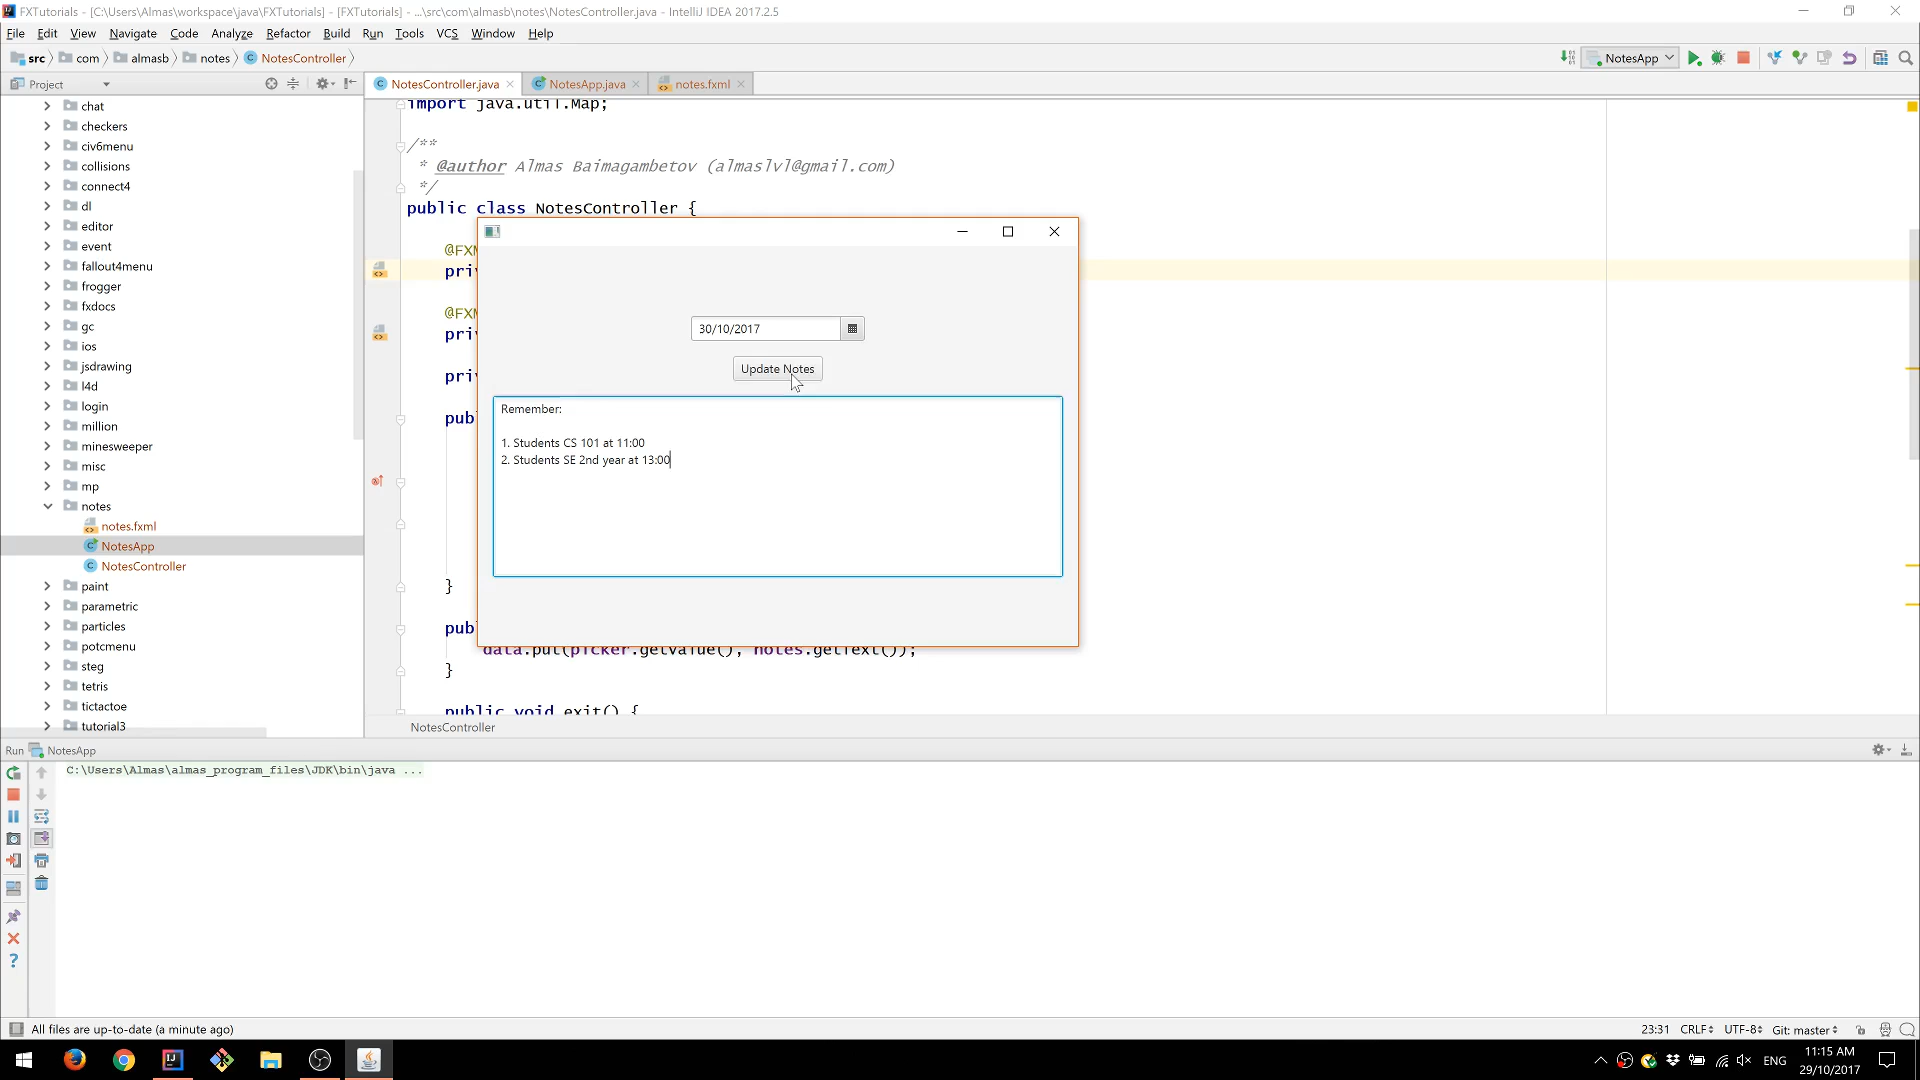 FXTutorials - [C:\Users\Almas\workspace\java\FXTutorials] - [FXTutorials] - ...\src\com\almasb\notes\NotesController.java - IntelliJ IDEA 2017.2.5
File Edit View Navigate Code Analyze Refactor Build Run Tools VCS Window Help
src com almasb notes NotesController NotesApp
Project NotesController.java NotesApp.java notes.fxml
chat
checkers
civ6menu
collisions
connect4
dl
editor
event
fallout4menu
frogger
fxdocs
gc
ios
jsdrawing
l4d
login
million
minesweeper
misc
mp
notes
notes.fxml
NotesApp
NotesController
paint
parametric
particles
potcmenu
steg
tetris
tictactoe
tutorial3
import java.util.Map;
/**
* @author Almas Baimagambetov (almaslvl@gmail.com)
*/
public class NotesController {
@FXM
pri
@FXM
pri
pri
pub
}
pub
data.put(picker.getValue(), notes.getText());
}
public void exit() {
NotesController
30/10/2017
Update Notes
Remember:
1. Students CS 101 at 11:00
2. Students SE 2nd year at 13:00
Run NotesApp
C:\Users\Almas\almas_program_files\JDK\bin\java ...
All files are up-to-date (a minute ago)
23:31 CRLF UTF-8 Git: master
ENG
11:15 AM
29/10/2017